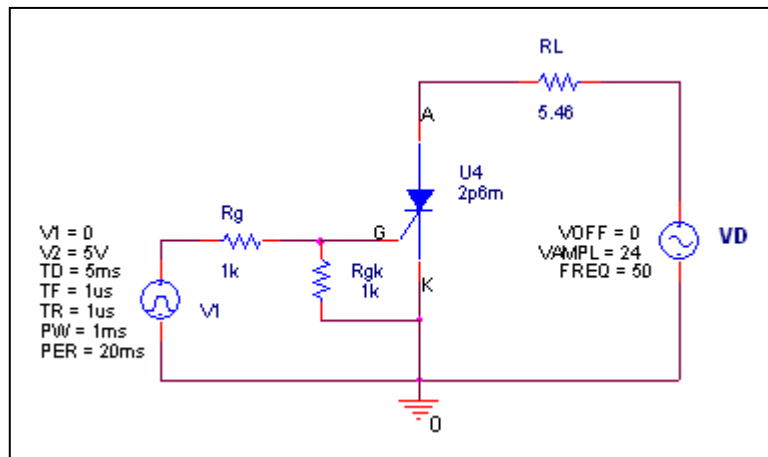 RL
5.46
A
U4
2p6m
Rg
1k
G
Rgk
1k
K
V1 = 0
V2 = 5V
TD = 5ms
TF = 1us
TR = 1us
PW = 1ms
PER = 20ms
V1
VOFF = 0
VAMPL = 24
FREQ = 50
VD
0